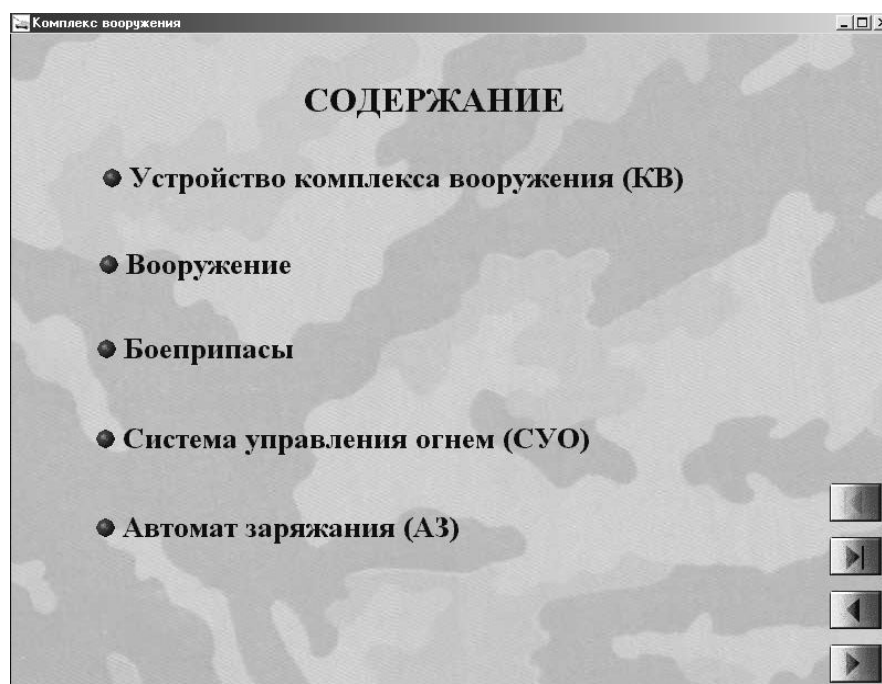 Комплекс вооружения
СОДЕРЖАНИЕ
Устройство комплекса вооружения (КВ)
Вооружение
Боеприпасы
Система управления огнем (СУО)
Автомат заряжания (АЗ)